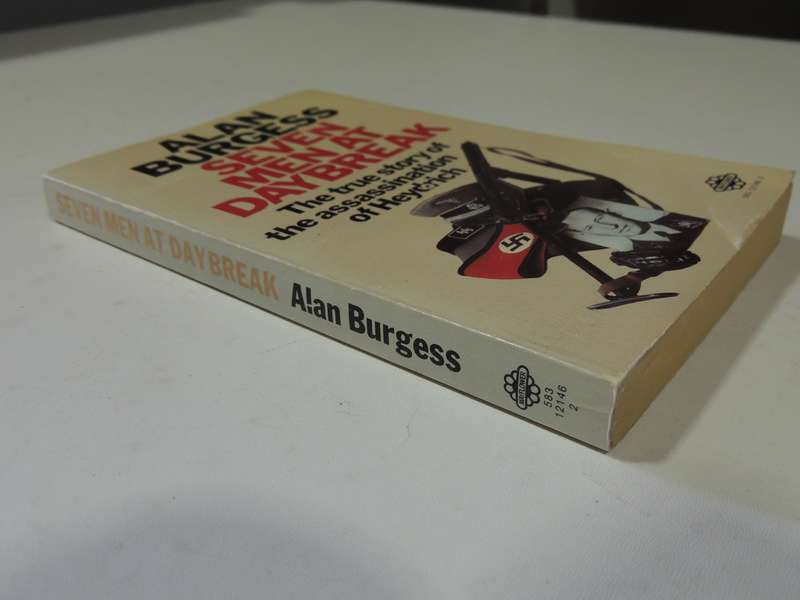 ALAN
BURGESS
SEVEN
MEN AT
DAYBREAK
The true story of
the assassination
of Heydrich
SEVEN MEN AT DAYBREAK Alan Burgess
MAYFLOWER
583
12146
2